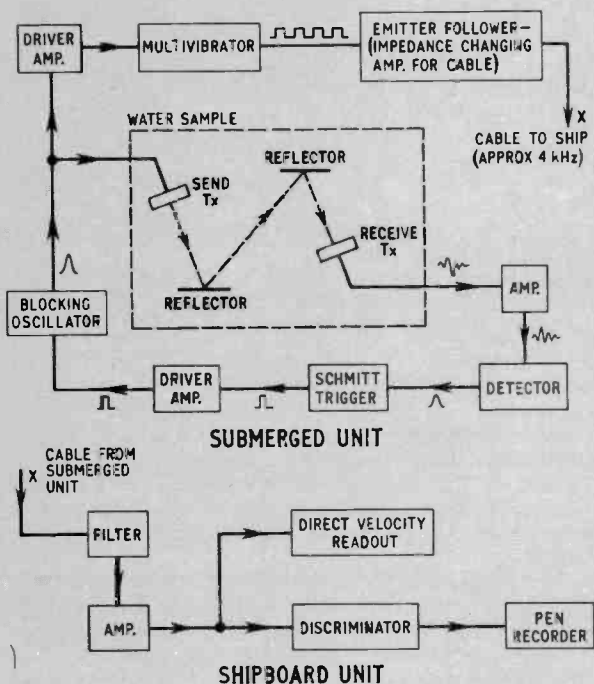 DRIVER
AMP.
MULTIVIBRATOR
EMITTER FOLLOWER—
(IMPEDANCE CHANGING
AMP. FOR CABLE)
X
CABLE TO SHIP
(APPROX 4 kHz)
WATER SAMPLE
SEND
Tx
REFLECTOR
REFLECTOR
RECEIVE
Tx
AMP.
BLOCKING
OSCILLATOR
DRIVER
AMP.
SCHMITT
TRIGGER
DETECTOR
SUBMERGED UNIT
CABLE FROM
SUBMERGED
UNIT
X
FILTER
AMP.
DIRECT VELOCITY
READOUT
DISCRIMINATOR
PEN
RECORDER
SHIPBOARD UNIT